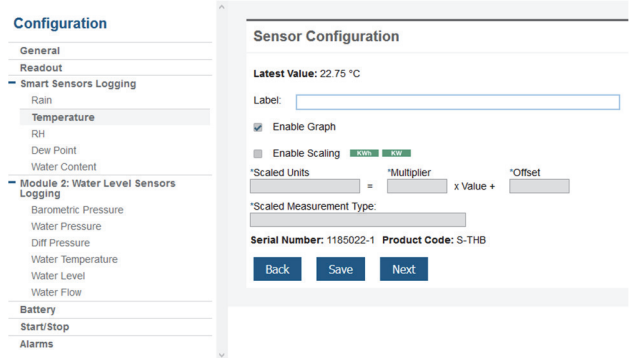 Configuration
General
Readout
Smart Sensors Logging
Rain
Temperature
RH
Dew Point
Water Content
Module 2: Water Level Sensors
Logging
Barometric Pressure
Water Pressure
Diff Pressure
Water Temperature
Water Level
Water Flow
Battery
Start/Stop
Alarms
Sensor Configuration
Latest Value: 22.75 °C
Label:
Enable Graph
Enable Scaling KWh KW
*Scaled Units *Multiplier *Offset
= x Value +
*Scaled Measurement Type:
Serial Number: 1185022-1 Product Code: S-THB
Back Save Next